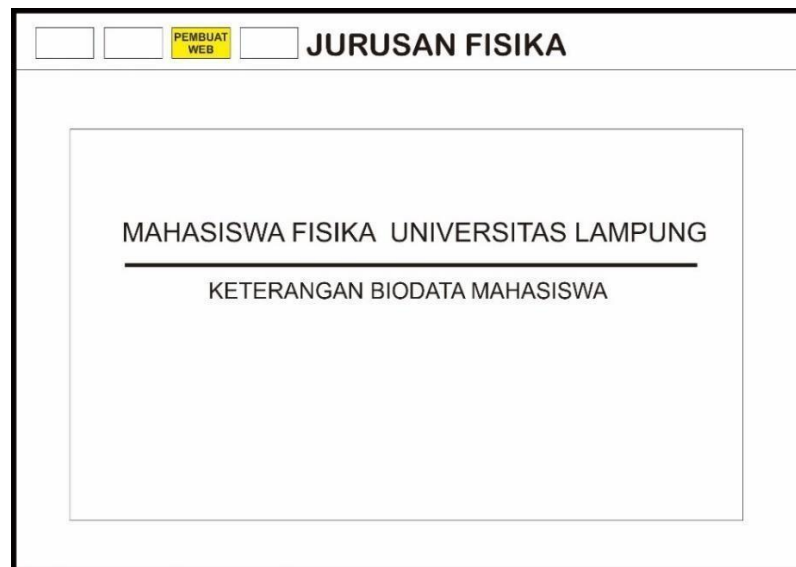 PEMBUAT
WEB
JURUSAN FISIKA
MAHASISWA FISIKA UNIVERSITAS LAMPUNG
KETERANGAN BIODATA MAHASISWA